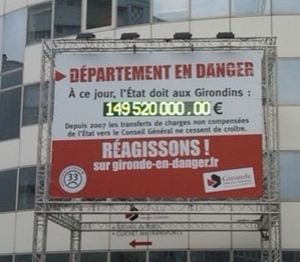 DÉPARTEMENT EN DANGER
À ce jour, l'État doit aux Girondins :
149 520 000.00 €
Depuis 2007 les transferts de charges non compensées
de l'État vers le Conseil Général ne cessent de croître.
RÉAGISSONS !
sur gironde-en-danger.fr
33
Gironde